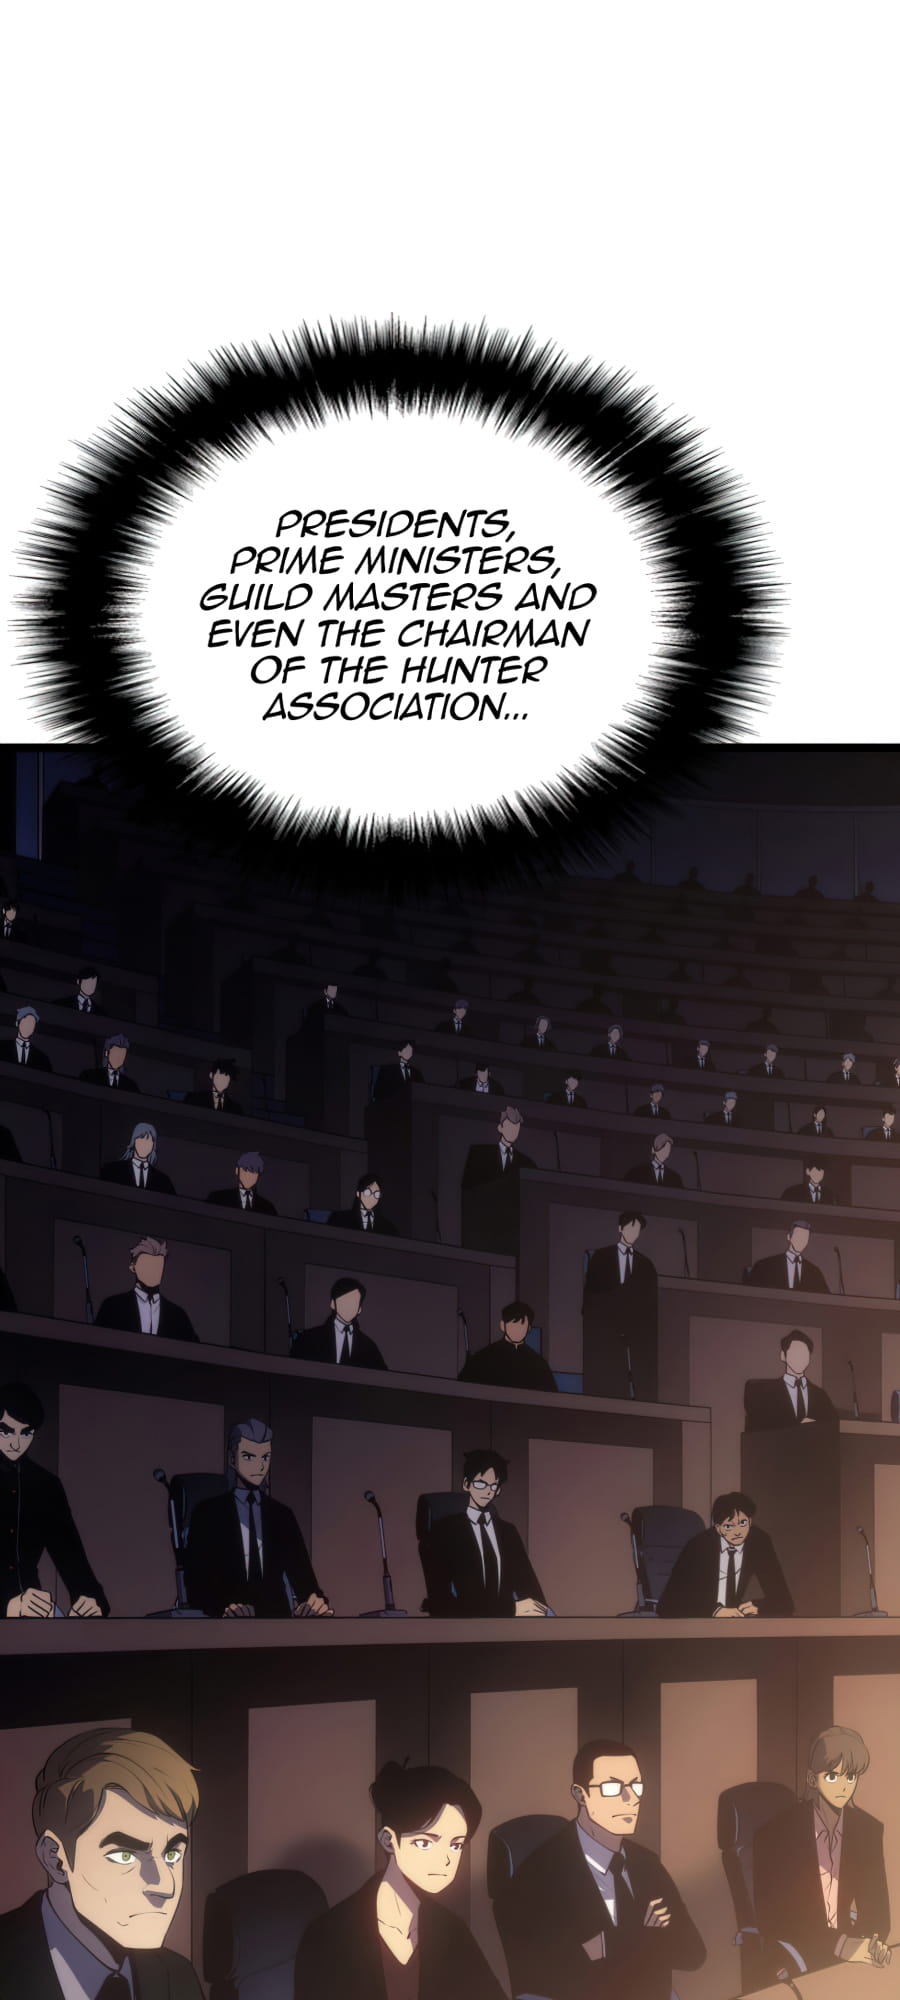 PRESIDENTS,
PRIME MINISTERS,
GUILD MASTERS AND
EVEN THE CHAIRMAN
OF THE HUNTER
ASSOCIATION...